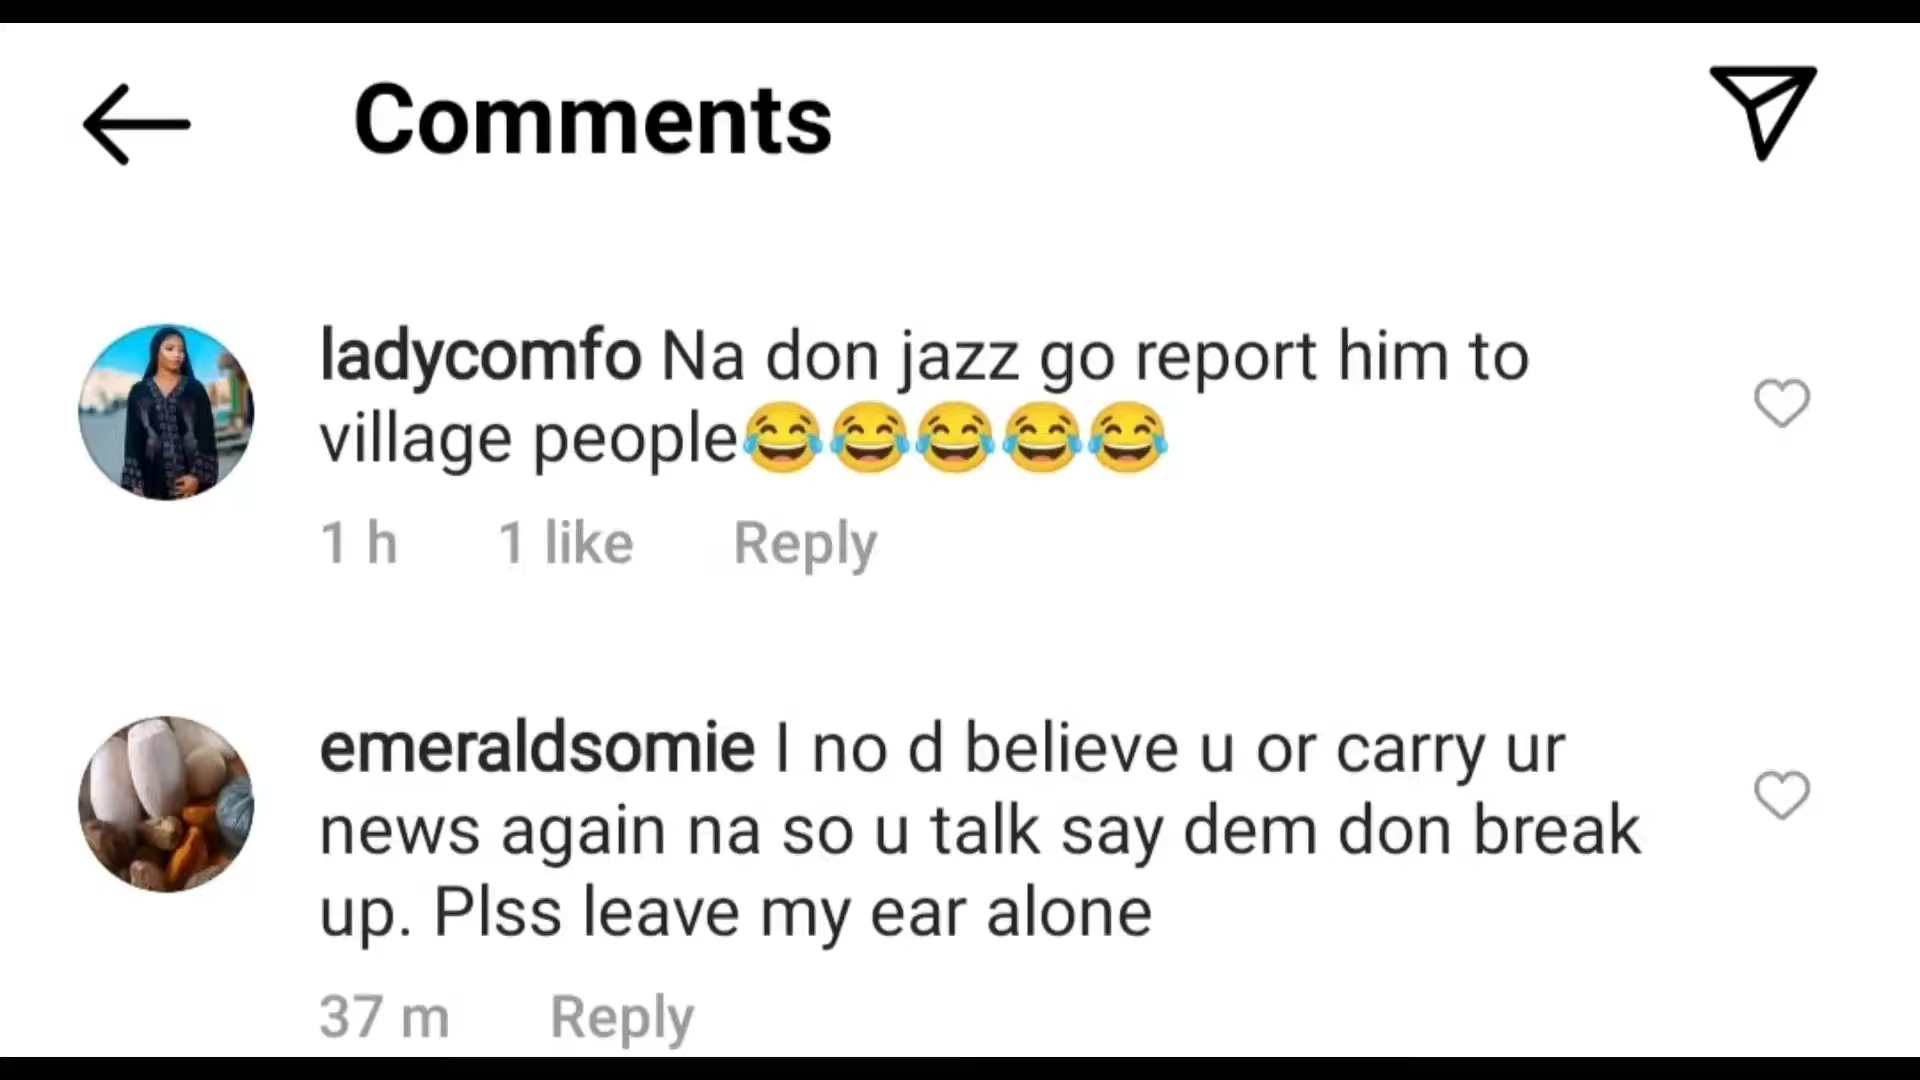 Comments
ladycomfo Na don jazz go report him to
village people😂😂😂😂😂
1 h 1 like Reply
emeraldsomie I no d believe u or carry ur
news again na so u talk say dem don break
up. Plss leave my ear alone
37 m Reply